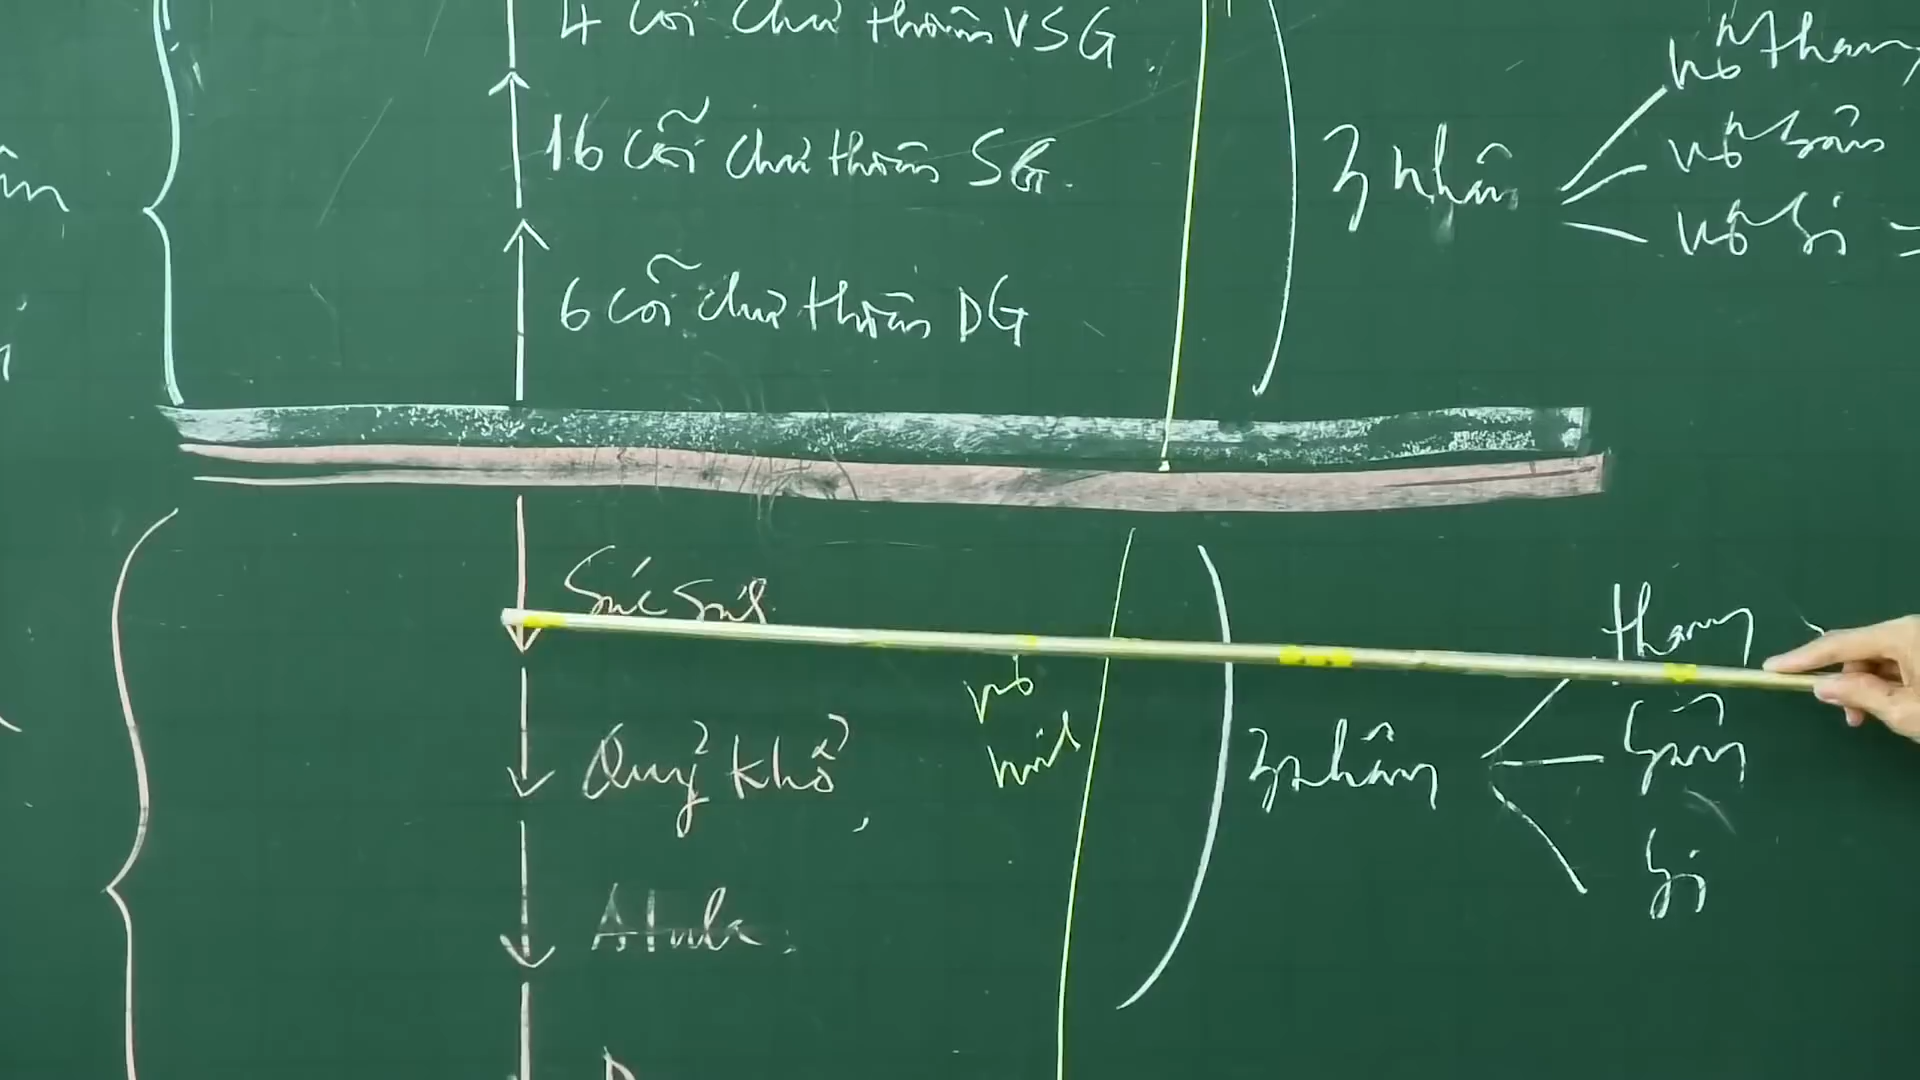 4 cõi chư thiên VSG
16 cõi chư thiên SG.
6 cõi chư thiên DG
3 nhân
vô tham
vô sân
vô si =
Súc sinh
Quỷ khổ,
Atula.
vô
hình
3 nhân
tham
sân
si